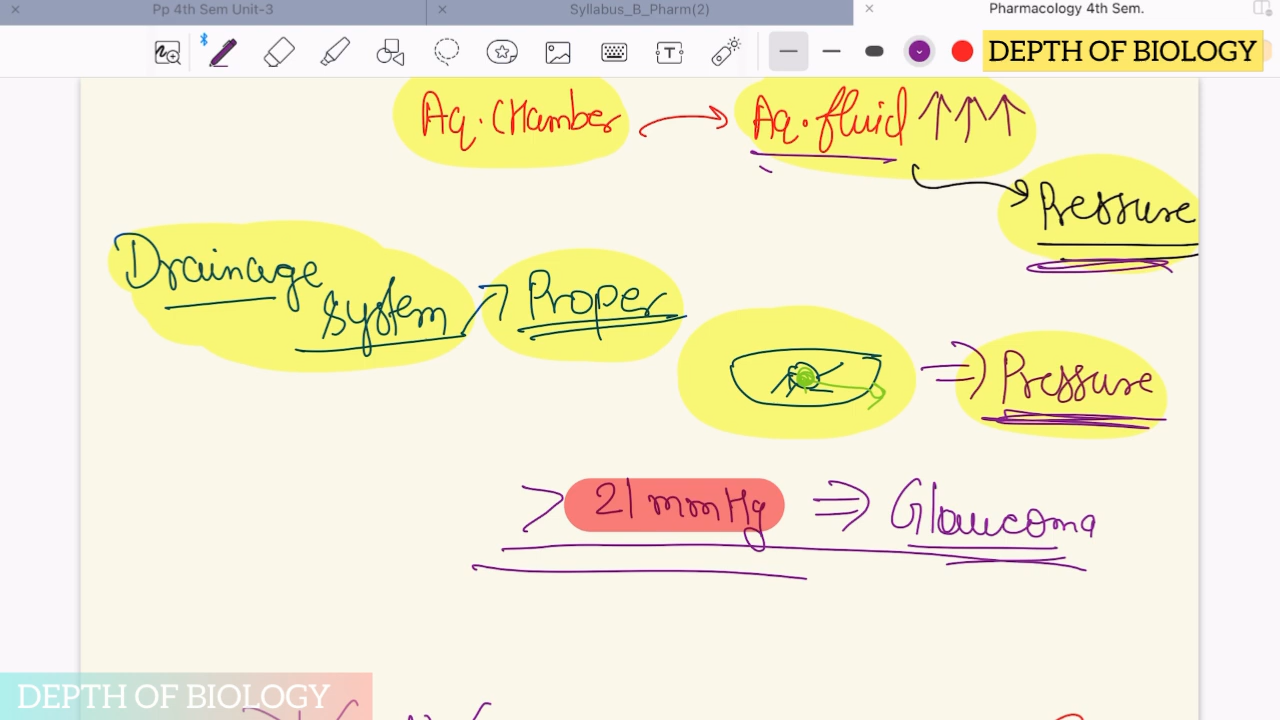 Pp 4th Sem Unit-3
Syllabus_B_Pharm(2)
Pharmacology 4th Sem.
DEPTH OF BIOLOGY
Aq. Chamber → Aq. fluid ↑↑↑
Pressure
Drainage system → Proper
⇒ Pressure
> 21 mmHg ⇒ Glaucoma
DEPTH OF BIOLOGY